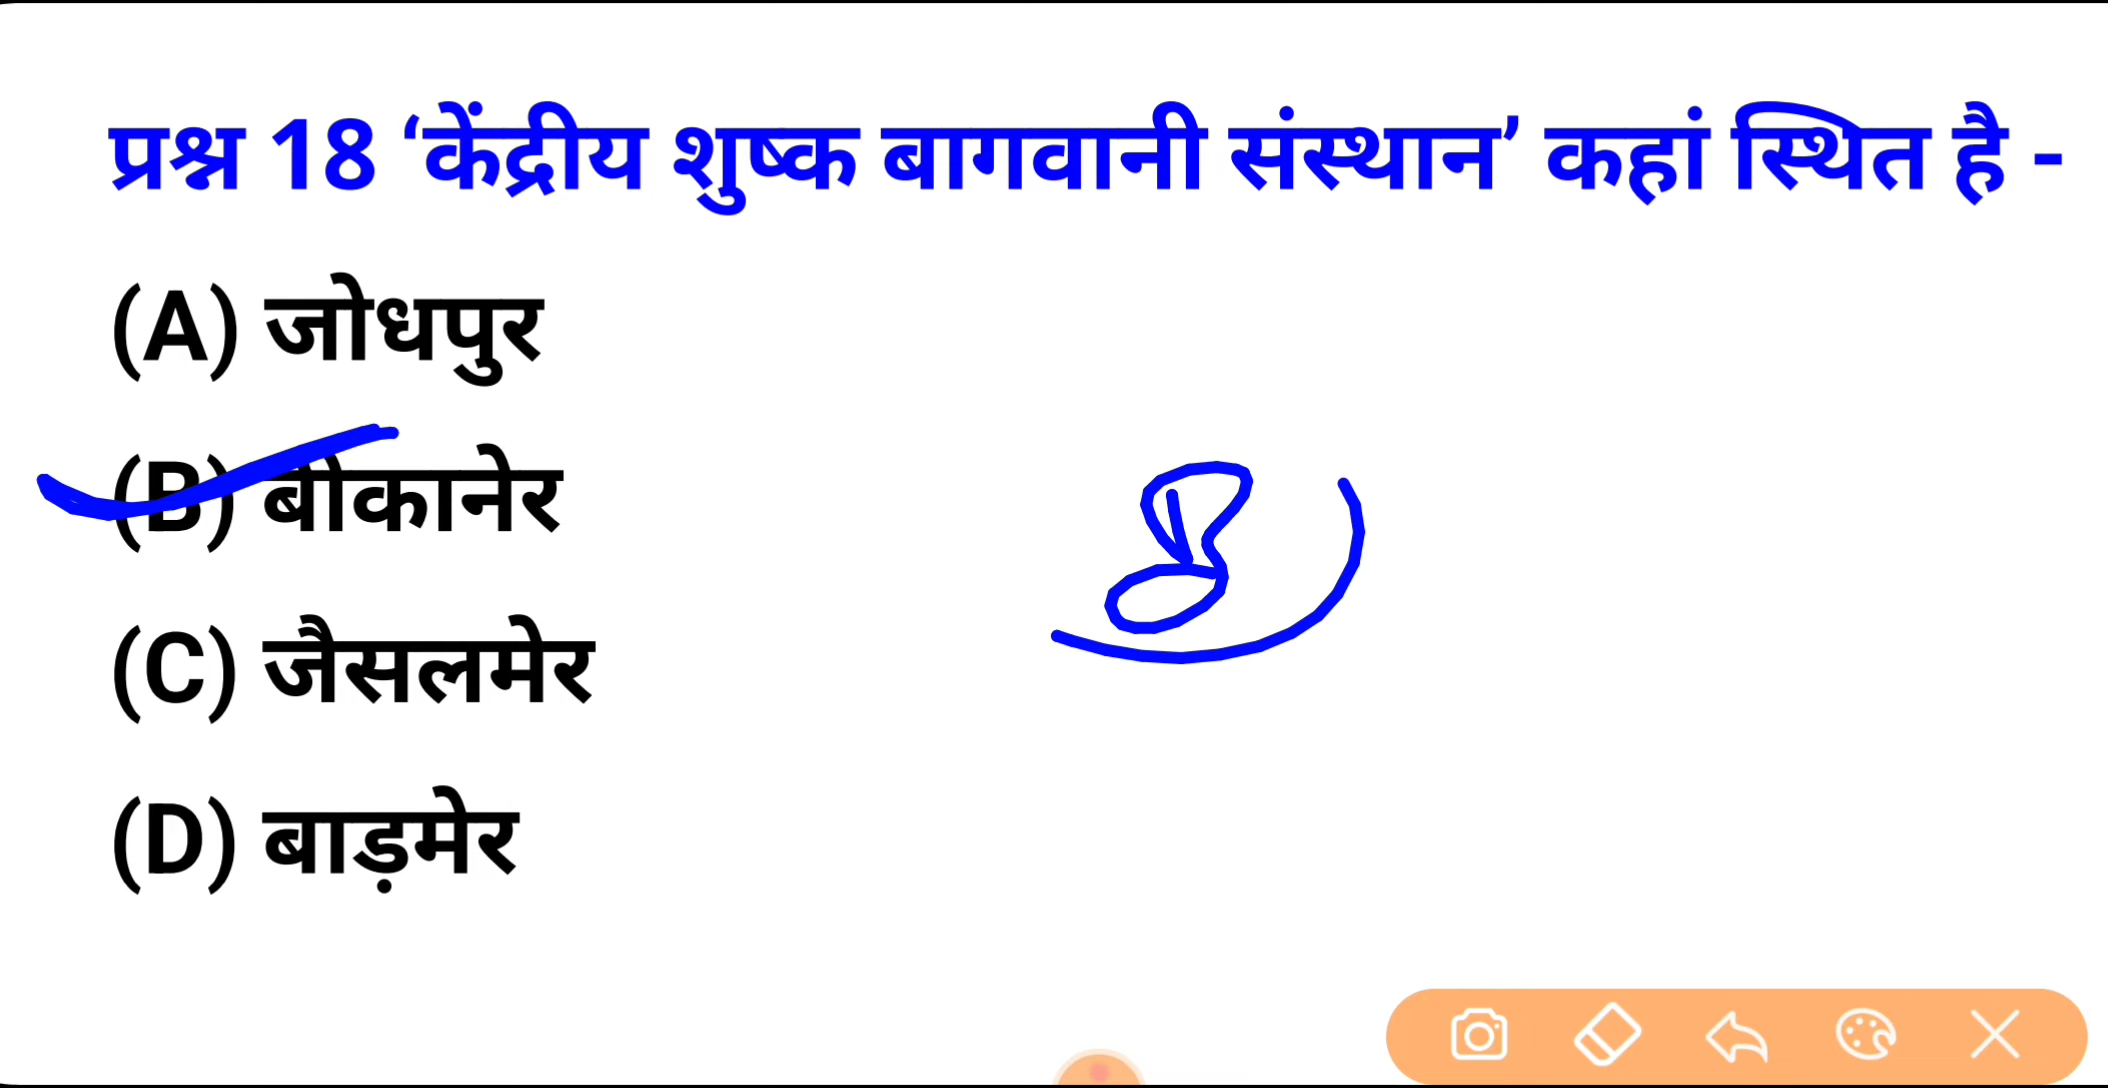 प्रश्न 18 ‘केंद्रीय शुष्क बागवानी संस्थान’ कहां स्थित है -
(A) जोधपुर
(B) बीकानेर
B
(C) जैसलमेर
(D) बाड़मेर